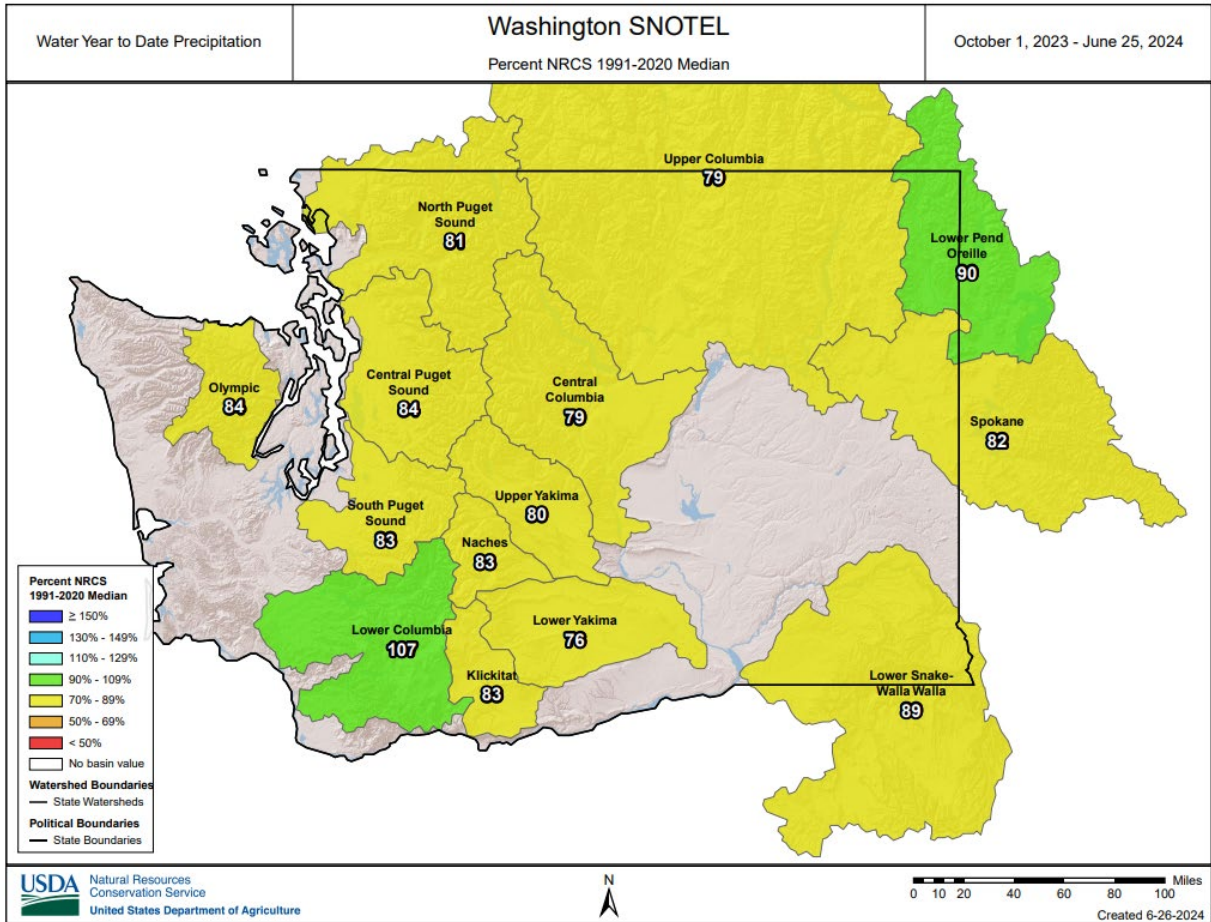 Water Year to Date Precipitation
Washington SNOTEL
Percent NRCS 1991-2020 Median
October 1, 2023 - June 25, 2024
Upper Columbia
79
North Puget
Sound
81
Lower Pend
Oreille
90
Olympic
84
Central Puget
Sound
84
Central
Columbia
79
Spokane
82
South Puget
Sound
83
Upper Yakima
80
Naches
83
Lower Columbia
107
Lower Yakima
76
Klickitat
83
Lower Snake-
Walla Walla
89
Percent NRCS
1991-2020 Median
≥ 150%
130% - 149%
110% - 129%
90% - 109%
70% - 89%
50% - 69%
< 50%
No basin value
Watershed Boundaries
State Watersheds
Political Boundaries
State Boundaries
USDA
Natural Resources
Conservation Service
United States Department of Agriculture
N
Miles
0 10 20 40 60 80 100
Created 6-26-2024